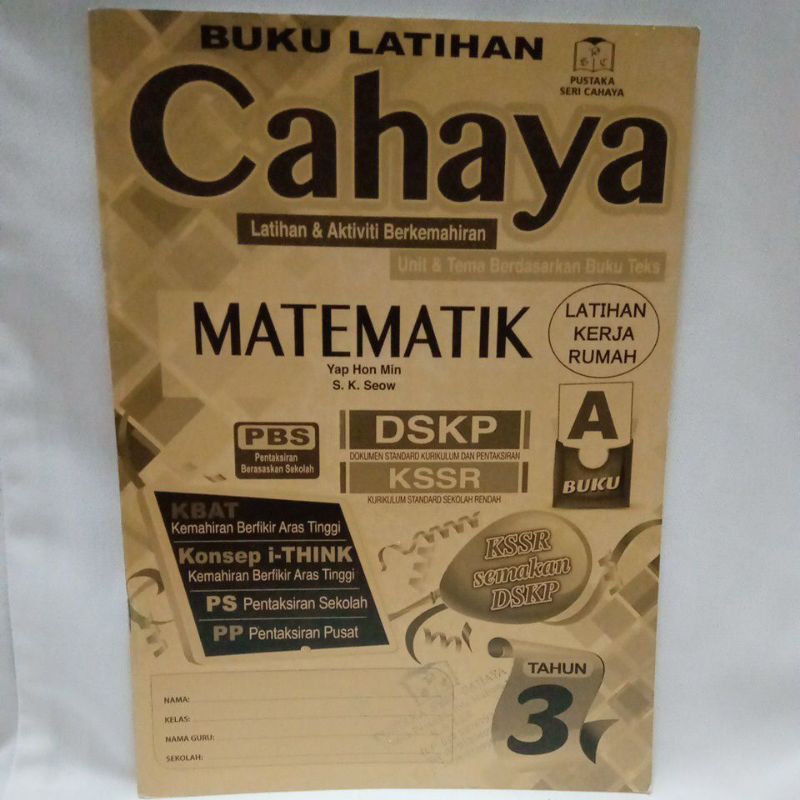 BUKU LATIHAN
PSC
PUSTAKA
SERI CAHAYA
Cahaya
Latihan & Aktiviti Berkemahiran
Unit & Tema Berdasarkan Buku Teks
MATEMATIK
Yap Hon Min
S. K. Seow
LATIHAN
KERJA
RUMAH
A
BUKU
PBS
Pentaksiran
Berasaskan Sekolah
DSKP
DOKUMEN STANDARD KURIKULUM DAN PENTAKSIRAN
KSSR
KURIKULUM STANDARD SEKOLAH RENDAH
KBAT
Kemahiran Berfikir Aras Tinggi
Konsep i-THINK
Kemahiran Berfikir Aras Tinggi
PS Pentaksiran Sekolah
PP Pentaksiran Pusat
KSSR
semakan
DSKP
TAHUN
3
NAMA:
KELAS:
NAMA GURU:
SEKOLAH: